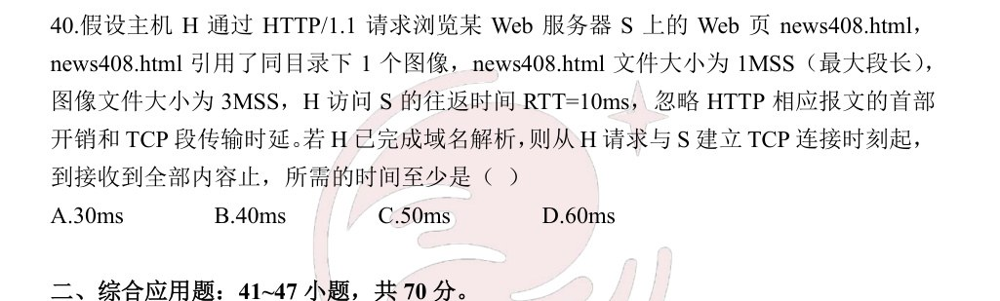 40.假设主机 H 通过 HTTP/1.1 请求浏览某 Web 服务器 S 上的 Web 页 news408.html，
news408.html 引用了同目录下 1 个图像，news408.html 文件大小为 1MSS（最大段长），
图像文件大小为 3MSS，H 访问 S 的往返时间 RTT=10ms，忽略 HTTP 相应报文的首部
开销和 TCP 段传输时延。若 H 已完成域名解析，则从 H 请求与 S 建立 TCP 连接时刻起，
到接收到全部内容止，所需的时间至少是（ ）
A.30ms B.40ms C.50ms D.60ms
二、综合应用题：41~47 小题，共 70 分。